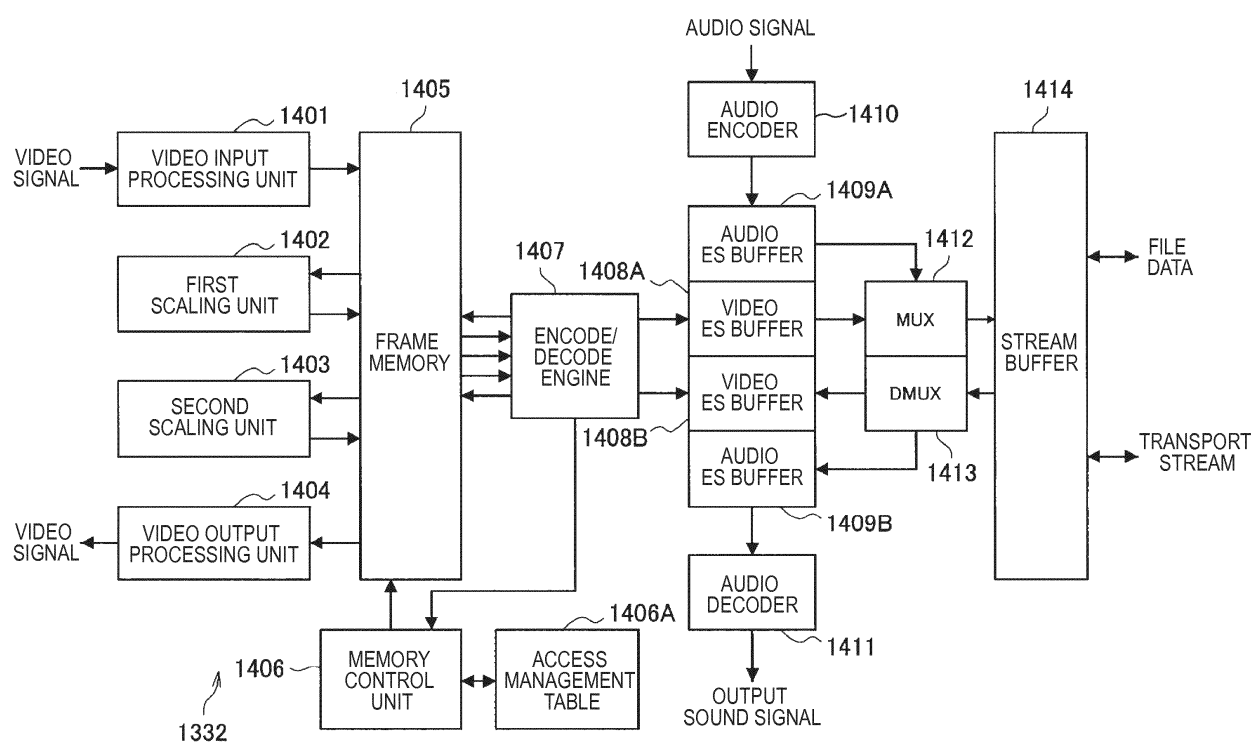 AUDIO SIGNAL
1401
1405
AUDIO
ENCODER
1410
1414
VIDEO
SIGNAL
VIDEO INPUT
PROCESSING UNIT
1409A
1402
1407
1408A
AUDIO
ES BUFFER
1412
FILE
DATA
FIRST
SCALING UNIT
VIDEO
ES BUFFER
MUX
FRAME
MEMORY
ENCODE/
DECODE
ENGINE
STREAM
BUFFER
1403
VIDEO
ES BUFFER
DMUX
SECOND
SCALING UNIT
1408B
AUDIO
ES BUFFER
1413
TRANSPORT
STREAM
1404
1409B
VIDEO
SIGNAL
VIDEO OUTPUT
PROCESSING UNIT
AUDIO
DECODER
1406A
1411
1406
MEMORY
CONTROL
UNIT
ACCESS
MANAGEMENT
TABLE
OUTPUT
SOUND SIGNAL
1332